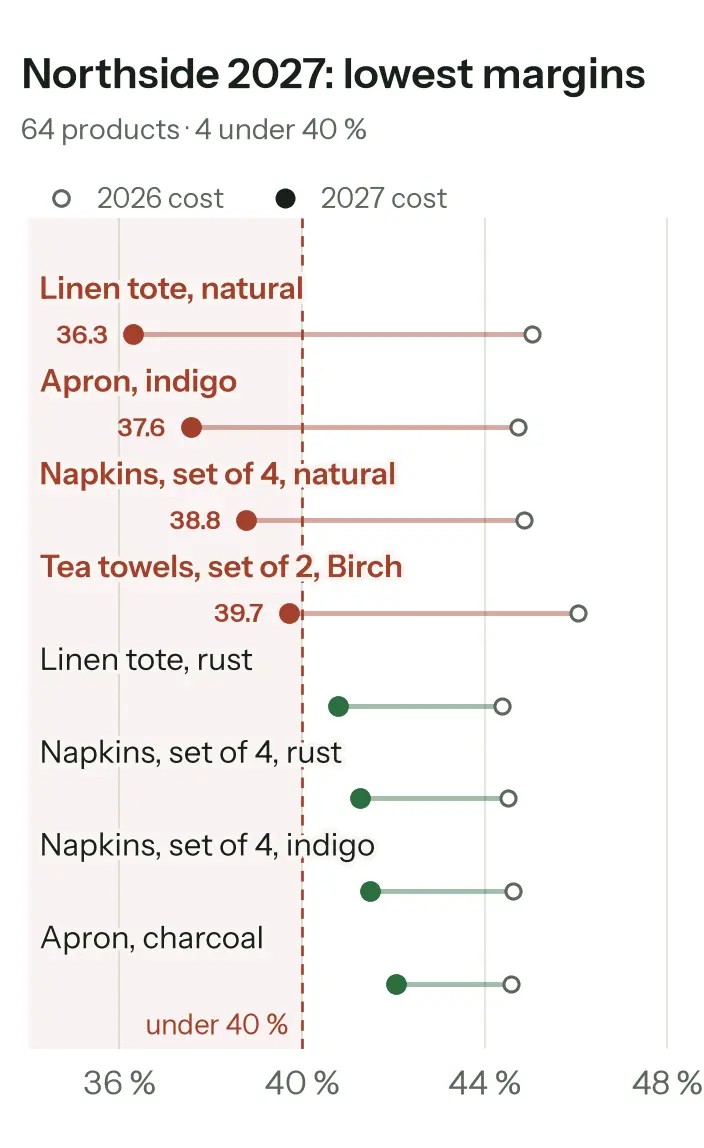 Northside 2027: lowest margins
64 products · 4 under 40 %
2026 cost 2027 cost
Linen tote, natural
36.3
Apron, indigo
37.6
Napkins, set of 4, natural
38.8
Tea towels, set of 2, Birch
39.7
Linen tote, rust
Napkins, set of 4, rust
Napkins, set of 4, indigo
Apron, charcoal
under 40 %
36 % 40 % 44 % 48 %